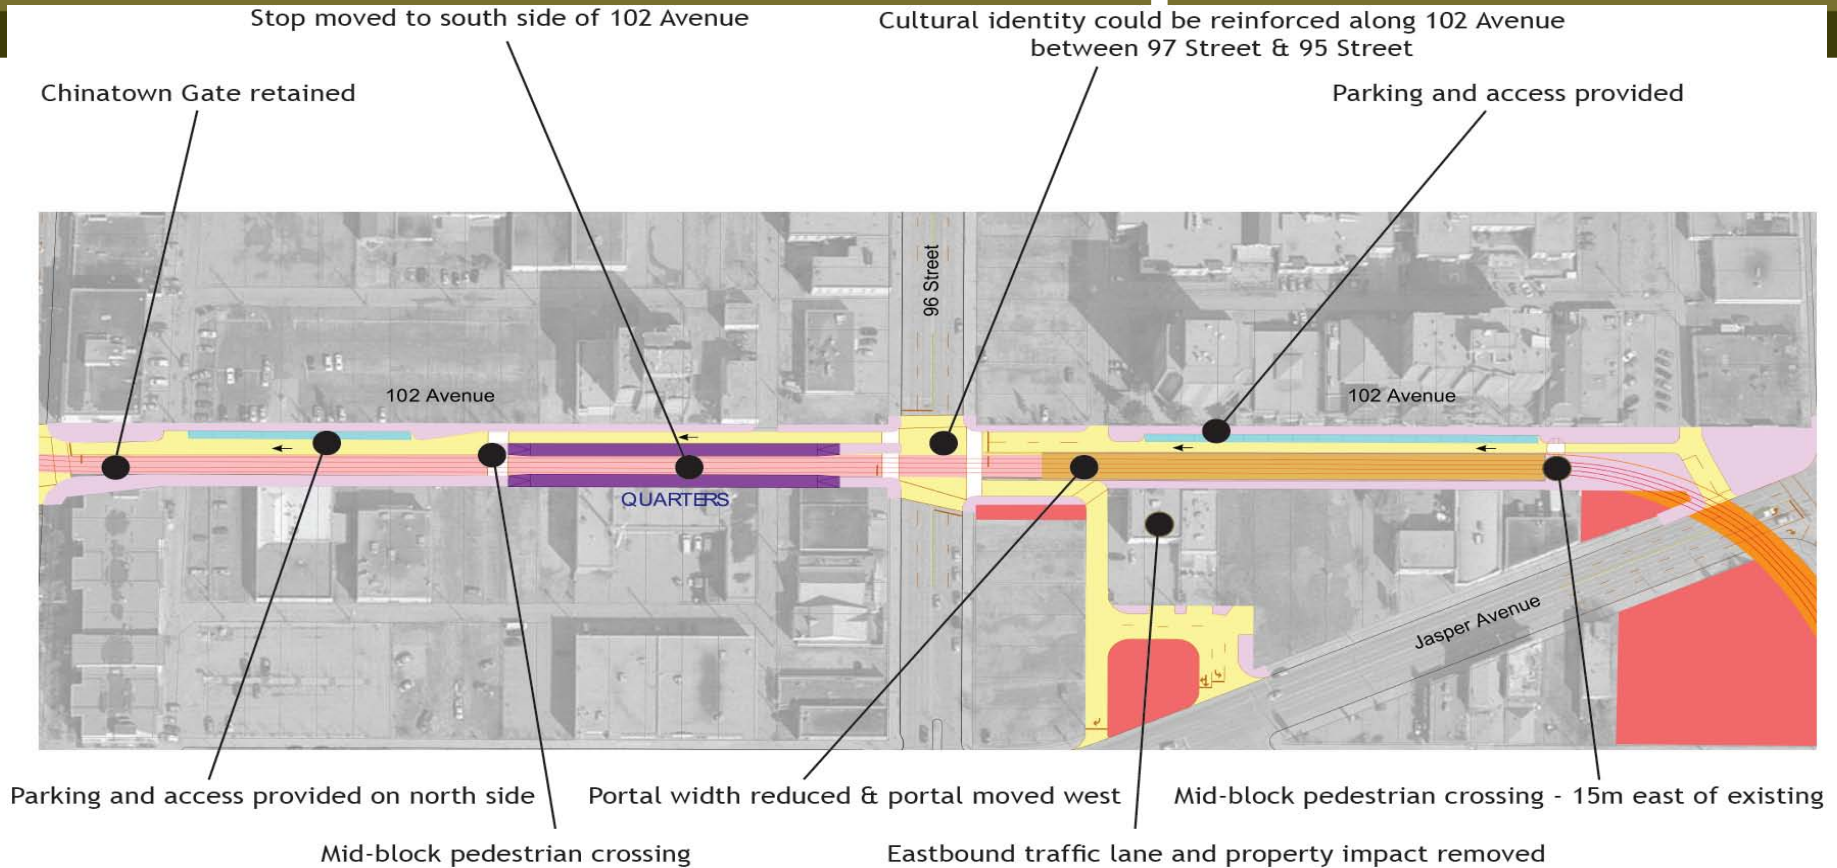 Stop moved to south side of 102 Avenue
Cultural identity could be reinforced along 102 Avenue
between 97 Street & 95 Street
Chinatown Gate retained
Parking and access provided
96 Street
102 Avenue
102 Avenue
QUARTERS
Jasper Avenue
Parking and access provided on north side
Portal width reduced & portal moved west
Mid-block pedestrian crossing - 15m east of existing
Mid-block pedestrian crossing
Eastbound traffic lane and property impact removed